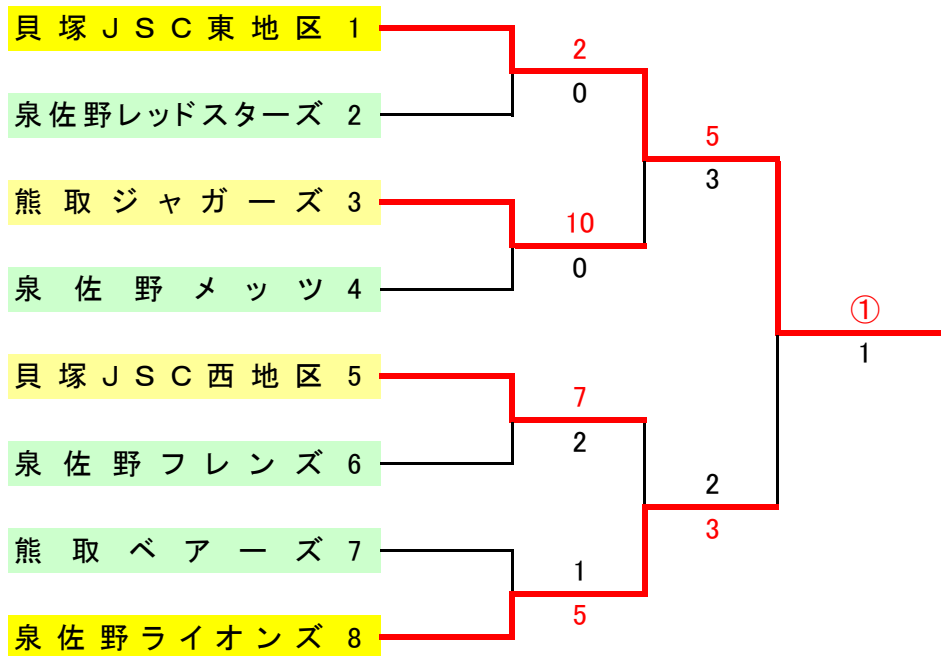 貝塚JSC東地区 1
2
0
泉佐野レッドスターズ 2
5
3
熊取ジャガーズ 3
10
0
泉佐野メッツ 4
①
1
貝塚JSC西地区 5
7
2
泉佐野フレンズ 6
2
3
熊取ベアーズ 7
1
5
泉佐野ライオンズ 8